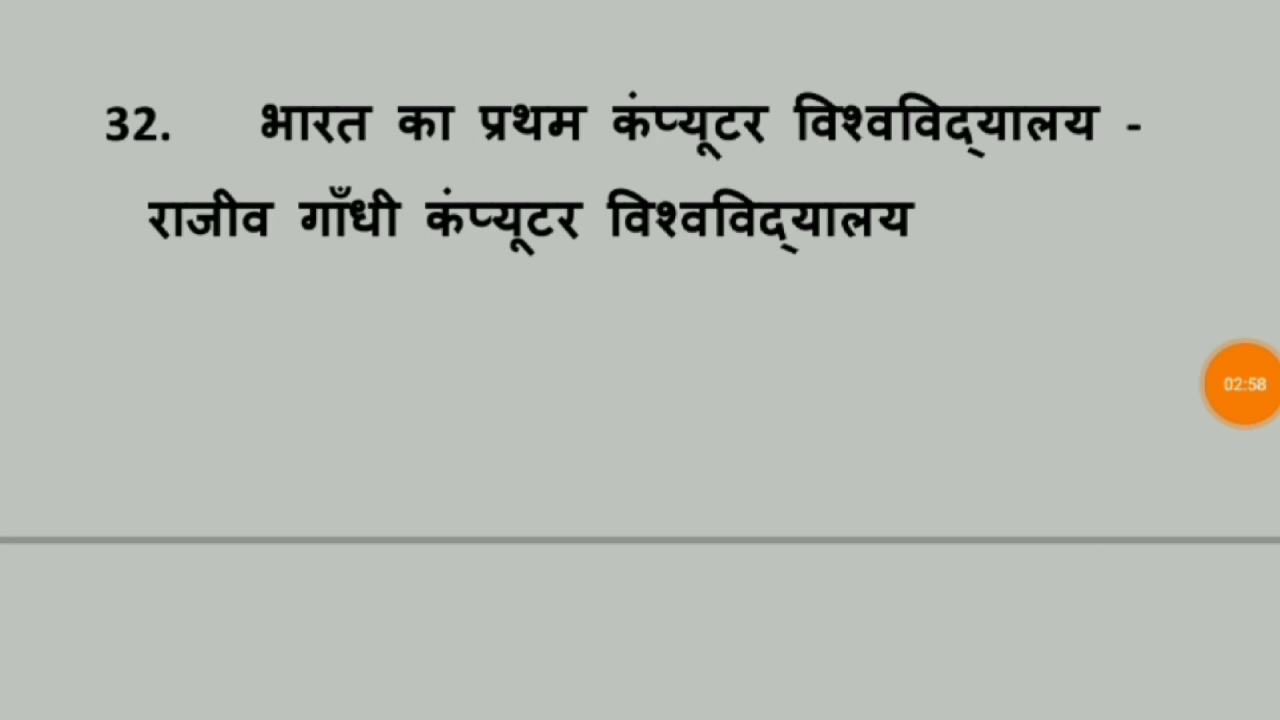 32. भारत का प्रथम कंप्यूटर विश्वविद्‌यालय -
राजीव गाँधी कंप्यूटर विश्वविद्‌यालय
02:58